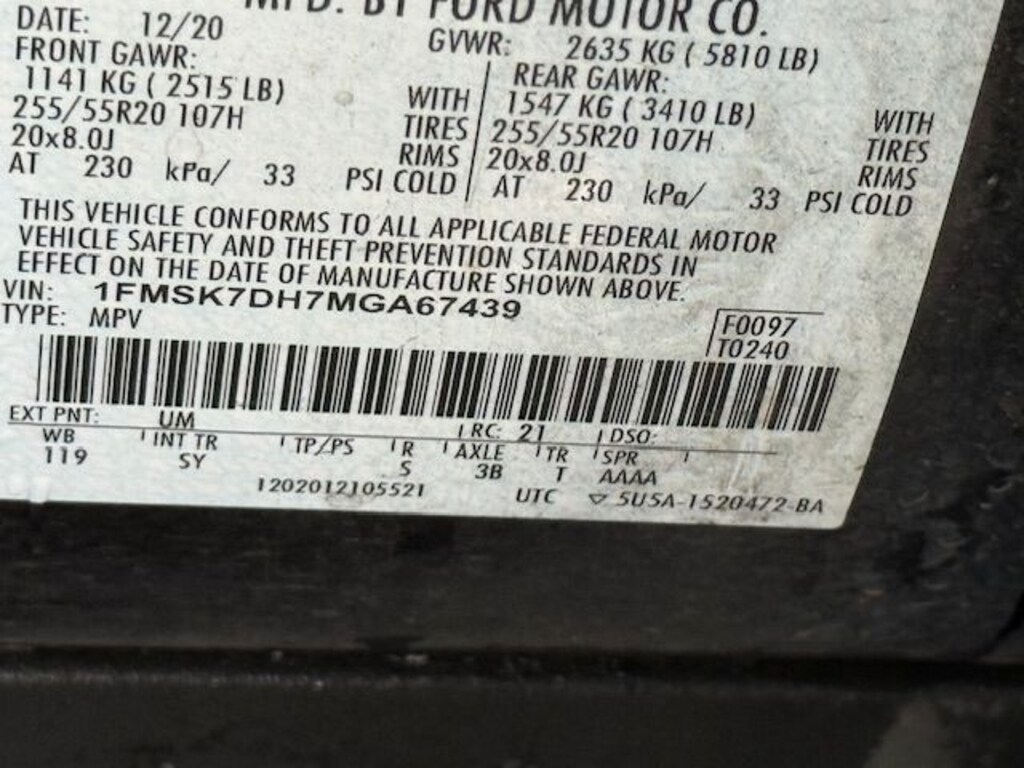 MFD. BY FORD MOTOR CO.
DATE: 12/20 GVWR: 2635 KG ( 5810 LB)
FRONT GAWR: REAR GAWR:
1141 KG ( 2515 LB) WITH 1547 KG ( 3410 LB) WITH
255/55R20 107H TIRES 255/55R20 107H TIRES
20x8.0J RIMS 20x8.0J RIMS
AT 230 kPa/ 33 PSI COLD AT 230 kPa/ 33 PSI COLD
THIS VEHICLE CONFORMS TO ALL APPLICABLE FEDERAL MOTOR
VEHICLE SAFETY AND THEFT PREVENTION STANDARDS IN
EFFECT ON THE DATE OF MANUFACTURE SHOWN ABOVE.
VIN: 1FMSK7DH7MGA67439
TYPE: MPV
F0097
T0240
EXT PNT: UM RC: 21 DSO:
WB INT TR TP/PS R AXLE TR SPR
119 SY S 3B T AAAA
1202012105521 UTC ▽ 5U5A-1520472-BA